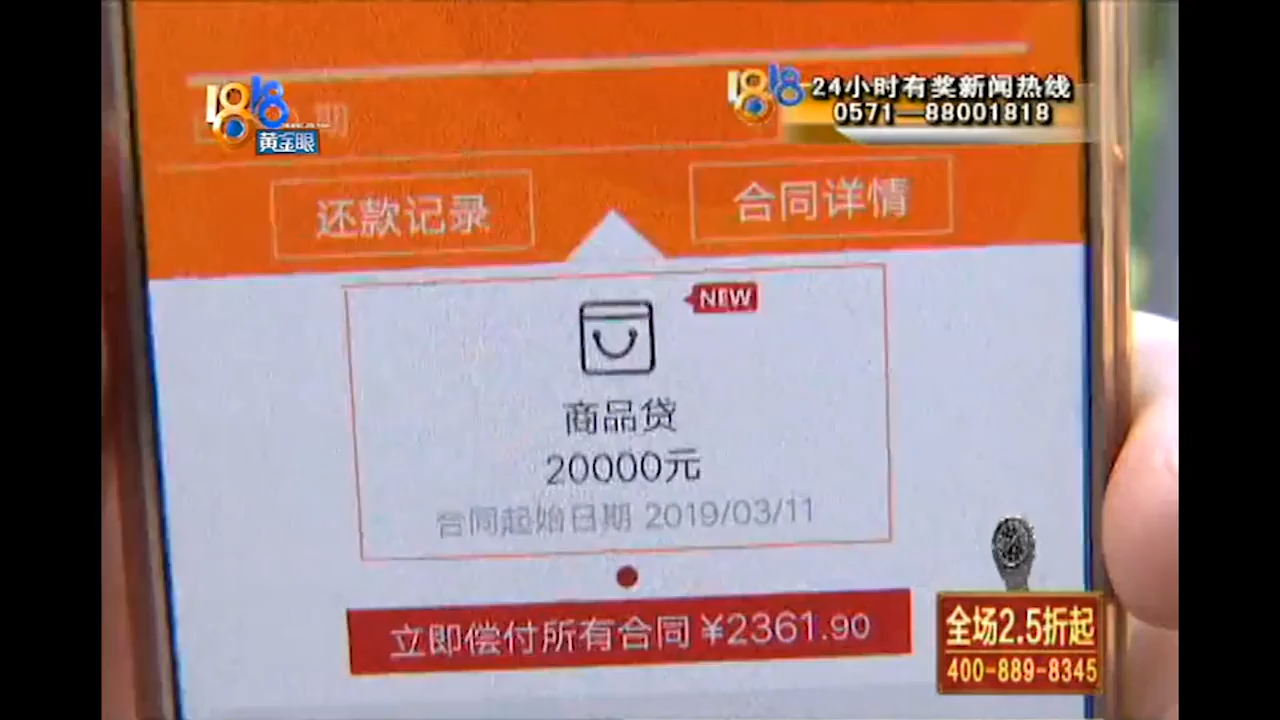 1818
黄金眼
期
1818
24小时有奖新闻热线
0571—88001818
还款记录
合同详情
NEW
商品贷
20000元
合同起始日期 2019/03/11
立即偿付所有合同 ¥2361.90
全场2.5折起
400-889-8345